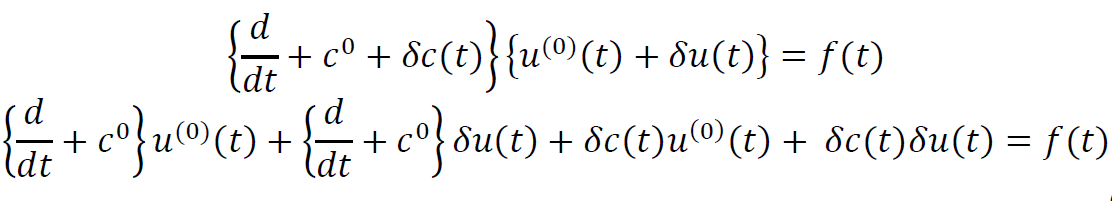 {d/dt + c⁰ + δc(t)}{u⁽⁰⁾(t) + δu(t)} = f(t)
{d/dt + c⁰}u⁽⁰⁾(t) + {d/dt + c⁰}δu(t) + δc(t)u⁽⁰⁾(t) + δc(t)δu(t) = f(t)